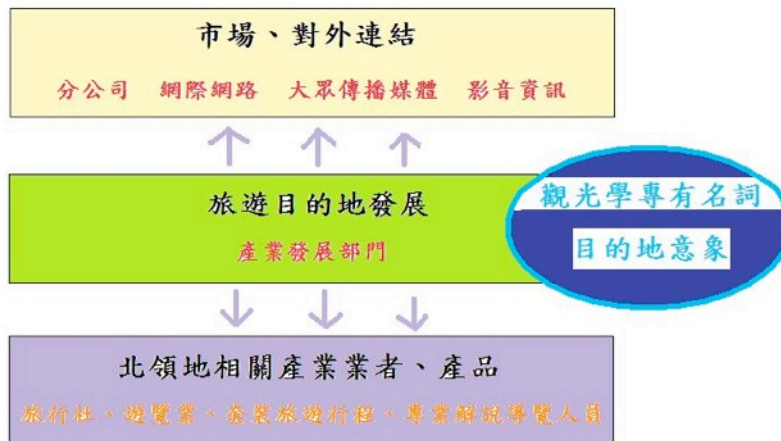 市場、對外連結
分公司 網際網路 大眾傳播媒體 影音資訊
旅遊目的地發展
產業發展部門
觀光學專有名詞
目的地意象
北領地相關產業業者、產品
旅行社、遊覽業、套裝旅遊行程、專業解說導覽人員